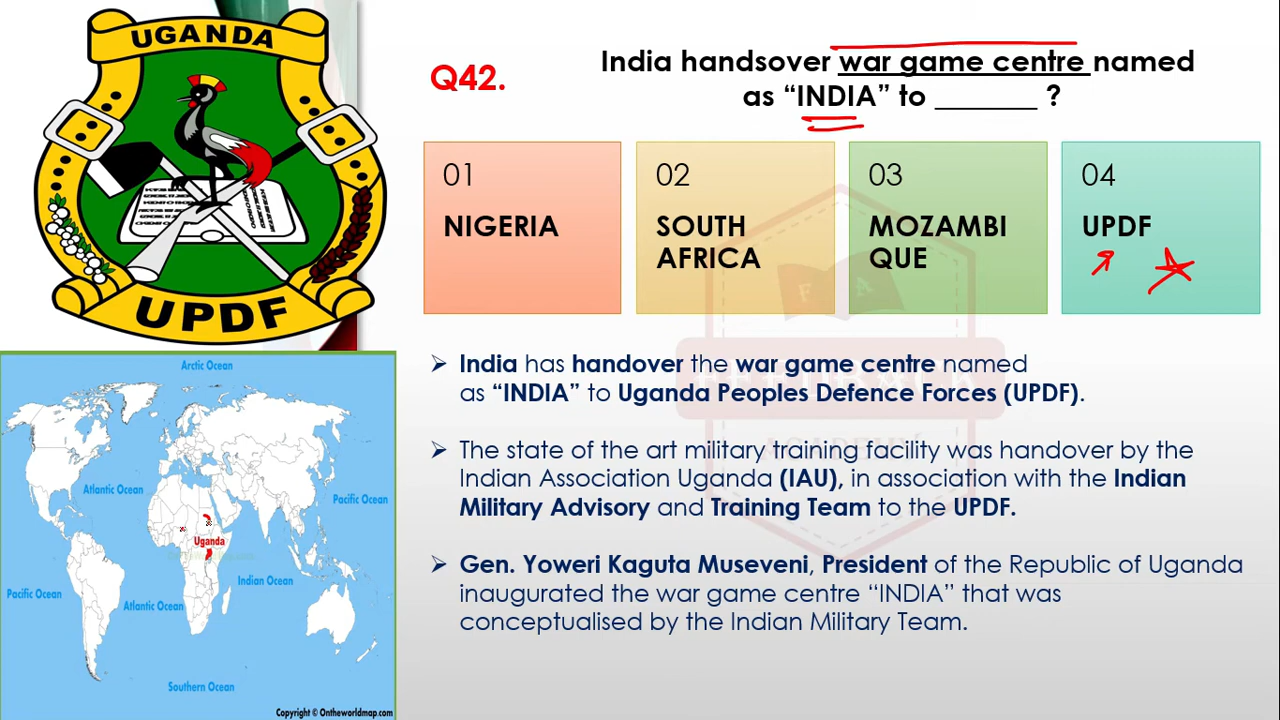 UGANDA
UPDF
Q42.
India handsover war game centre named
as “INDIA” to _______ ?
01
NIGERIA
02
SOUTH
AFRICA
03
MOZAMBI
QUE
04
UPDF
➢ India has handover the war game centre named
as “INDIA” to Uganda Peoples Defence Forces (UPDF).
➢ The state of the art military training facility was handover by the
Indian Association Uganda (IAU), in association with the Indian
Military Advisory and Training Team to the UPDF.
➢ Gen. Yoweri Kaguta Museveni, President of the Republic of Uganda
inaugurated the war game centre “INDIA” that was
conceptualised by the Indian Military Team.
Arctic Ocean
Atlantic Ocean
Pacific Ocean
Uganda
Indian Ocean
Pacific Ocean
Atlantic Ocean
Southern Ocean
Copyright © Ontheworldmap.com
F A
ACADEMY